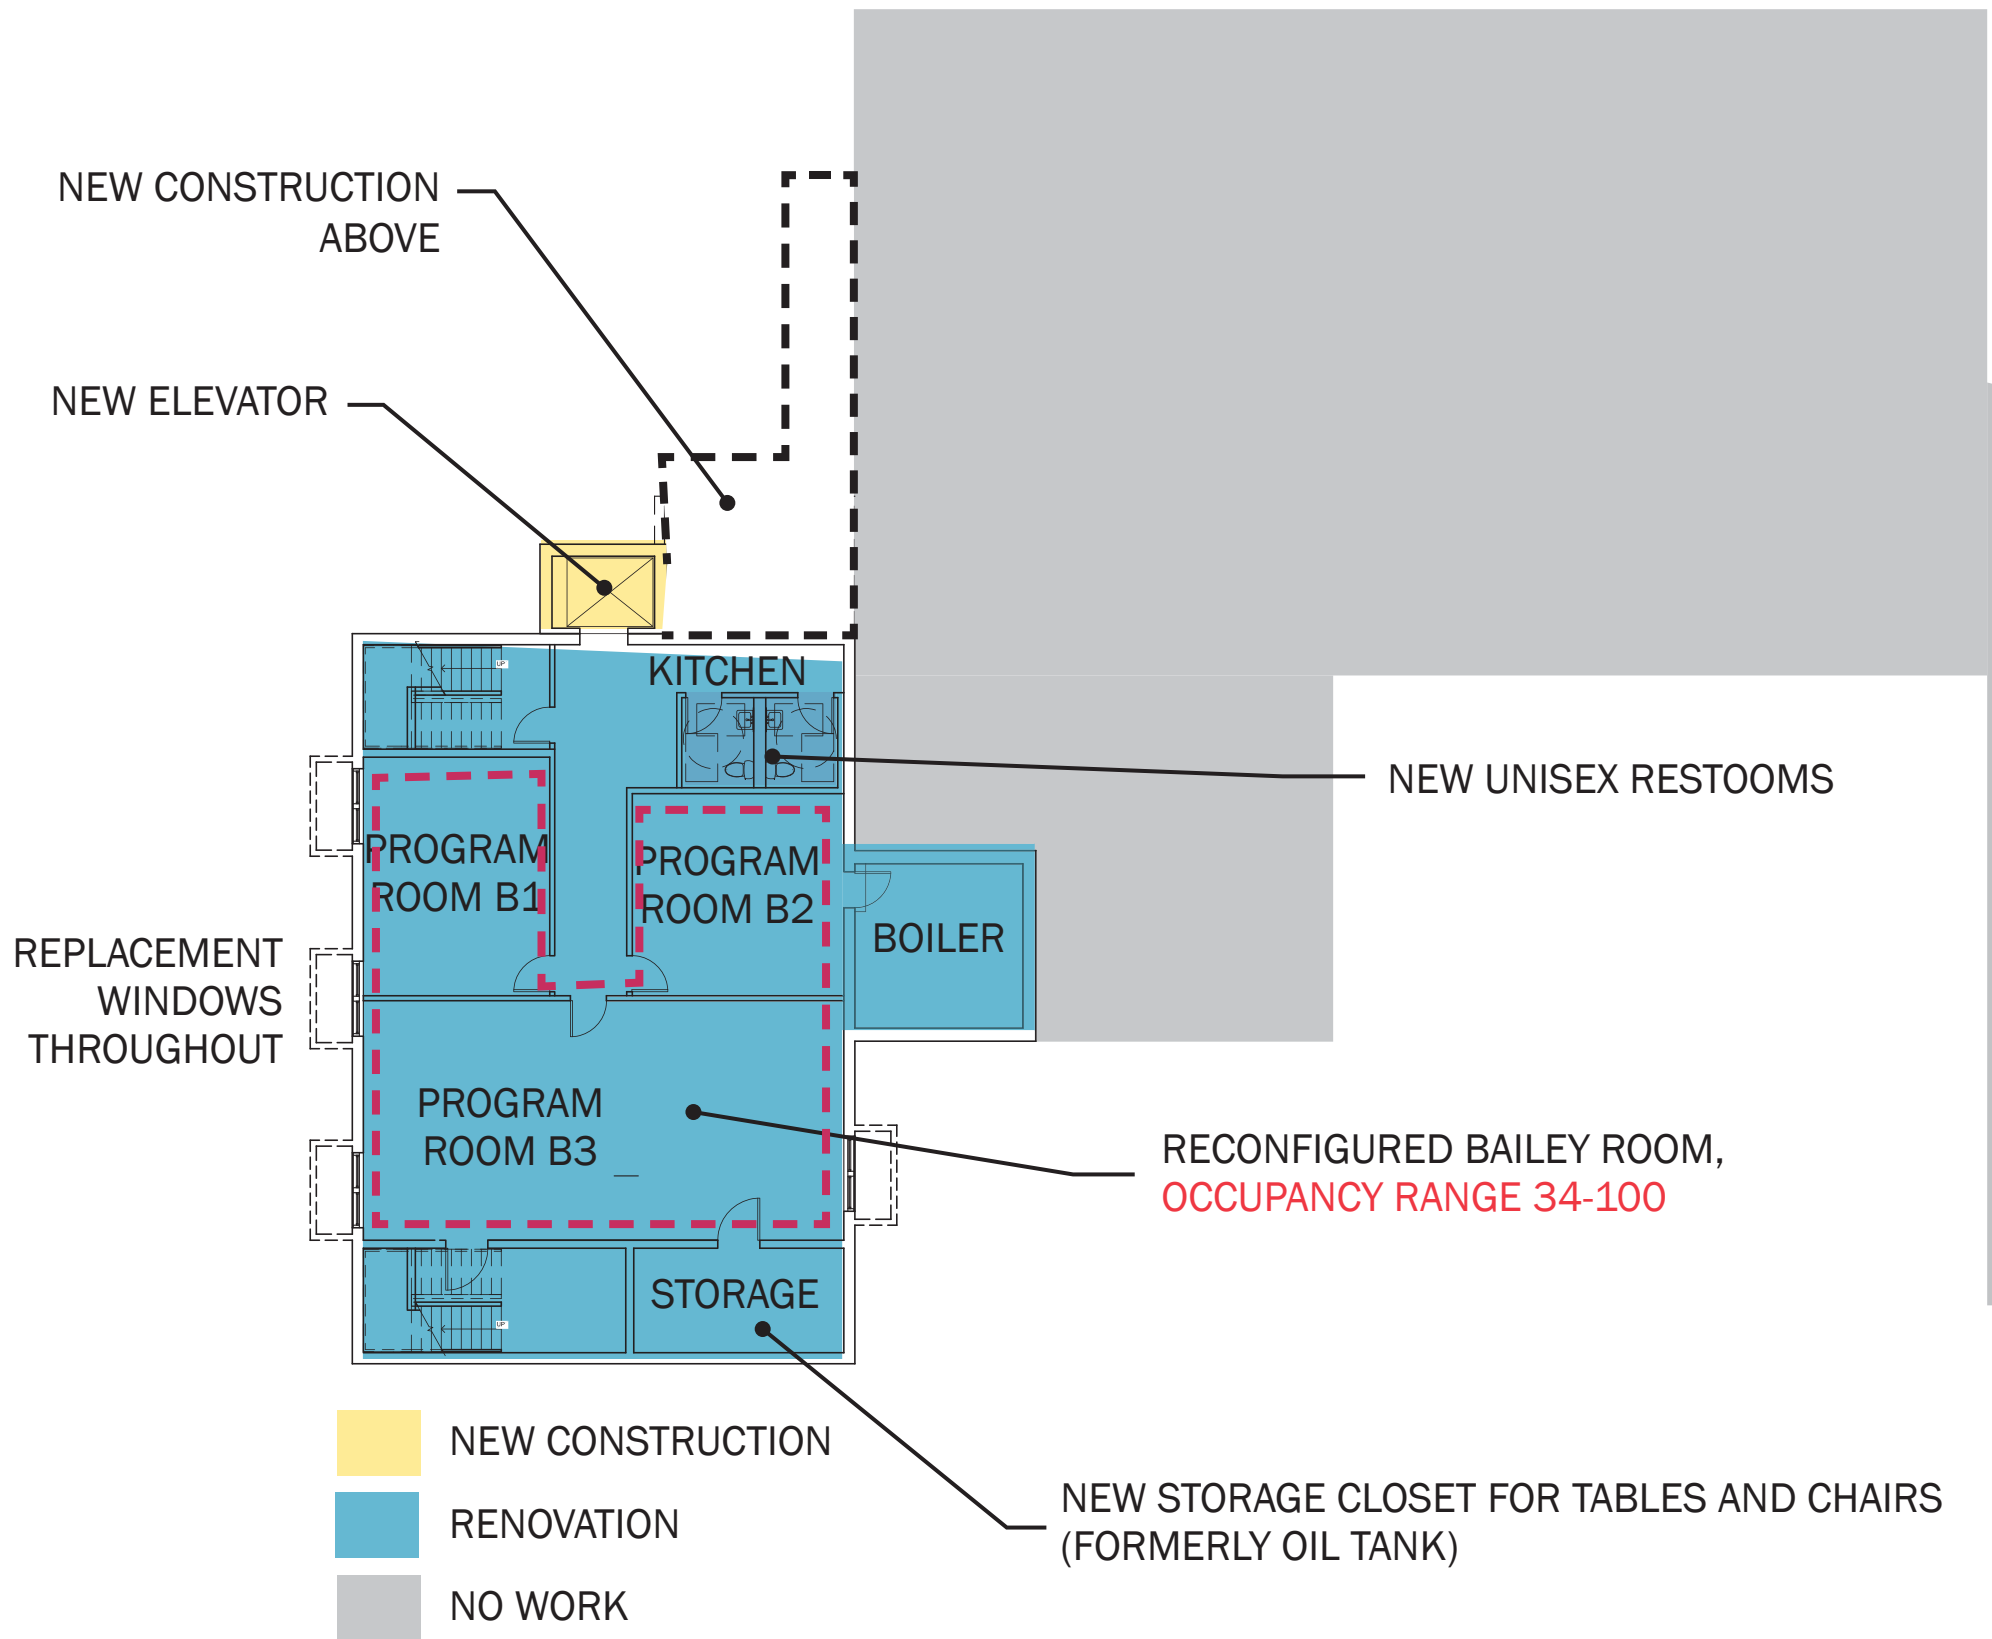 NEW CONSTRUCTION
ABOVE
NEW ELEVATOR
UP
KITCHEN
NEW UNISEX RESTOOMS
PROGRAM
ROOM B1
PROGRAM
ROOM B2
BOILER
REPLACEMENT
WINDOWS
THROUGHOUT
PROGRAM
ROOM B3
RECONFIGURED BAILEY ROOM,
OCCUPANCY RANGE 34-100
STORAGE
UP
NEW CONSTRUCTION
RENOVATION
NO WORK
NEW STORAGE CLOSET FOR TABLES AND CHAIRS
(FORMERLY OIL TANK)